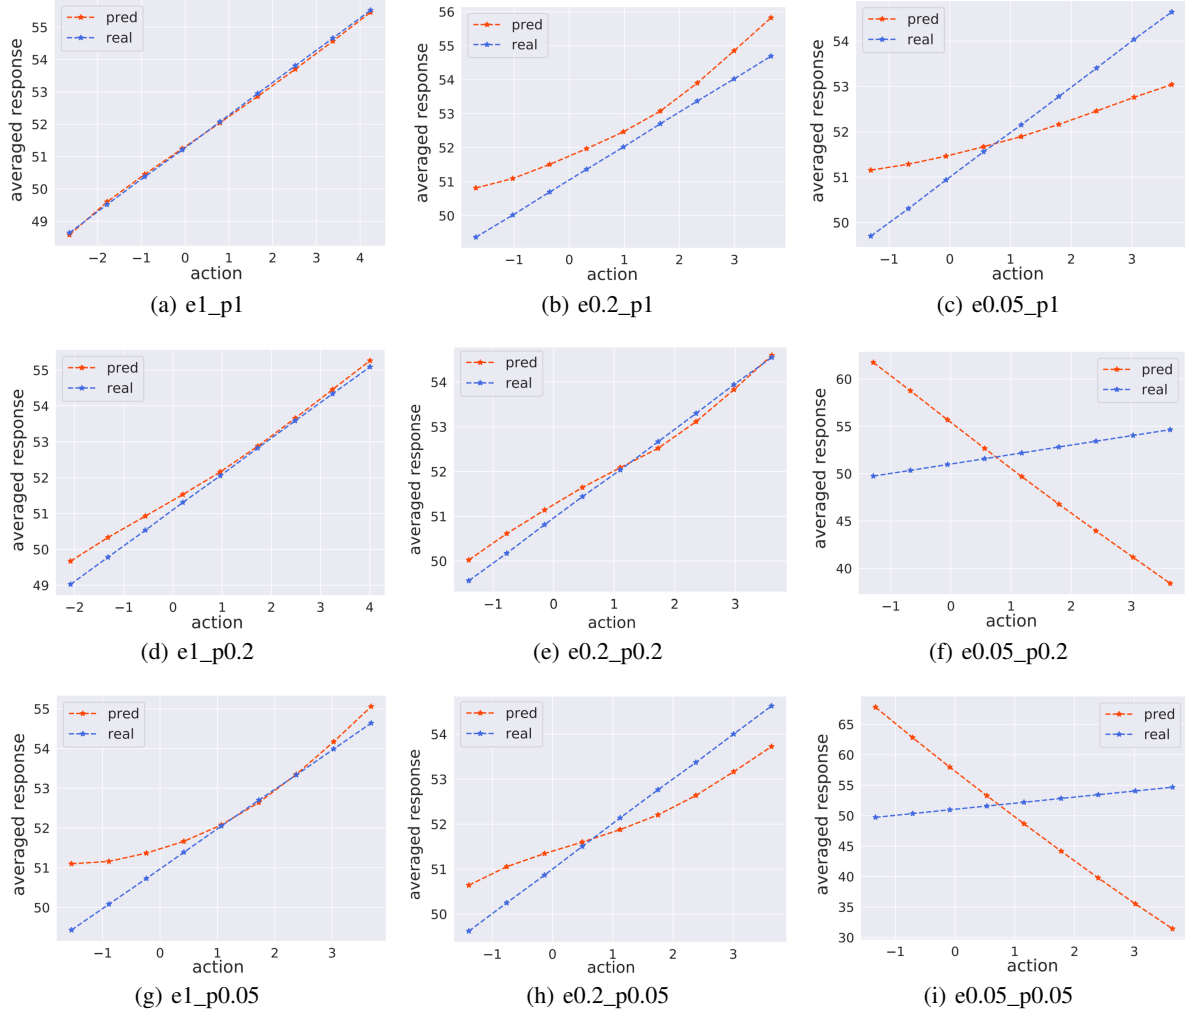 pred
real
averaged response
55
54
53
52
51
50
49
−2
−1
0
1
2
3
4
action
(a) e1_p1
pred
real
averaged response
56
55
54
53
52
51
50
−1
0
1
2
3
action
(b) e0.2_p1
pred
real
averaged response
54
53
52
51
50
−1
0
1
2
3
action
(c) e0.05_p1
pred
real
averaged response
55
54
53
52
51
50
49
−2
−1
0
1
2
3
4
action
(d) e1_p0.2
pred
real
averaged response
54
53
52
51
50
−1
0
1
2
3
action
(e) e0.2_p0.2
pred
real
averaged response
60
55
50
45
40
−1
0
1
2
3
action
(f) e0.05_p0.2
pred
real
averaged response
55
54
53
52
51
50
−1
0
1
2
3
4
action
(g) e1_p0.05
pred
real
averaged response
54
53
52
51
50
−1
0
1
2
3
action
(h) e0.2_p0.05
pred
real
averaged response
65
60
55
50
45
40
35
30
−1
0
1
2
3
action
(i) e0.05_p0.05